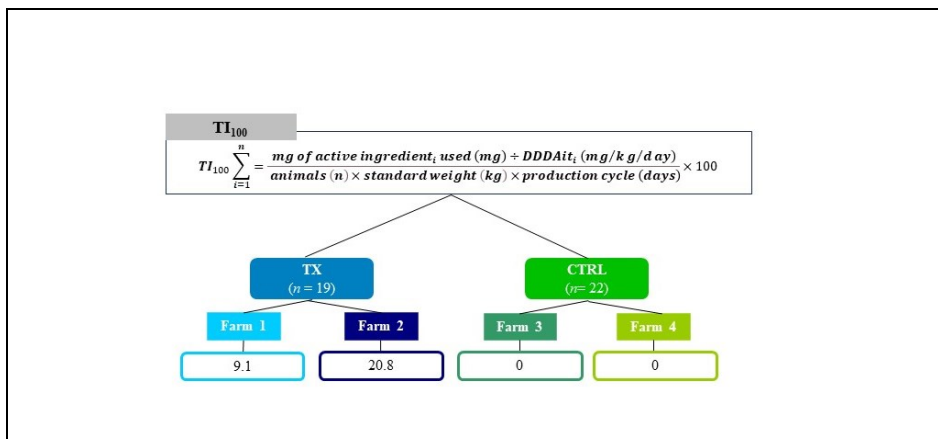 TI₁₀₀
TI₁₀₀ ∑ⁿᵢ₌₁ = mg of active ingredientᵢ used (mg) ÷ DDDAitᵢ (mg/kg/day) / animals (n) × standard weight (kg) × production cycle (days) × 100
TX CTRL
(n = 19) (n= 22)
Farm 1 Farm 2 Farm 3 Farm 4
9.1 20.8 0 0